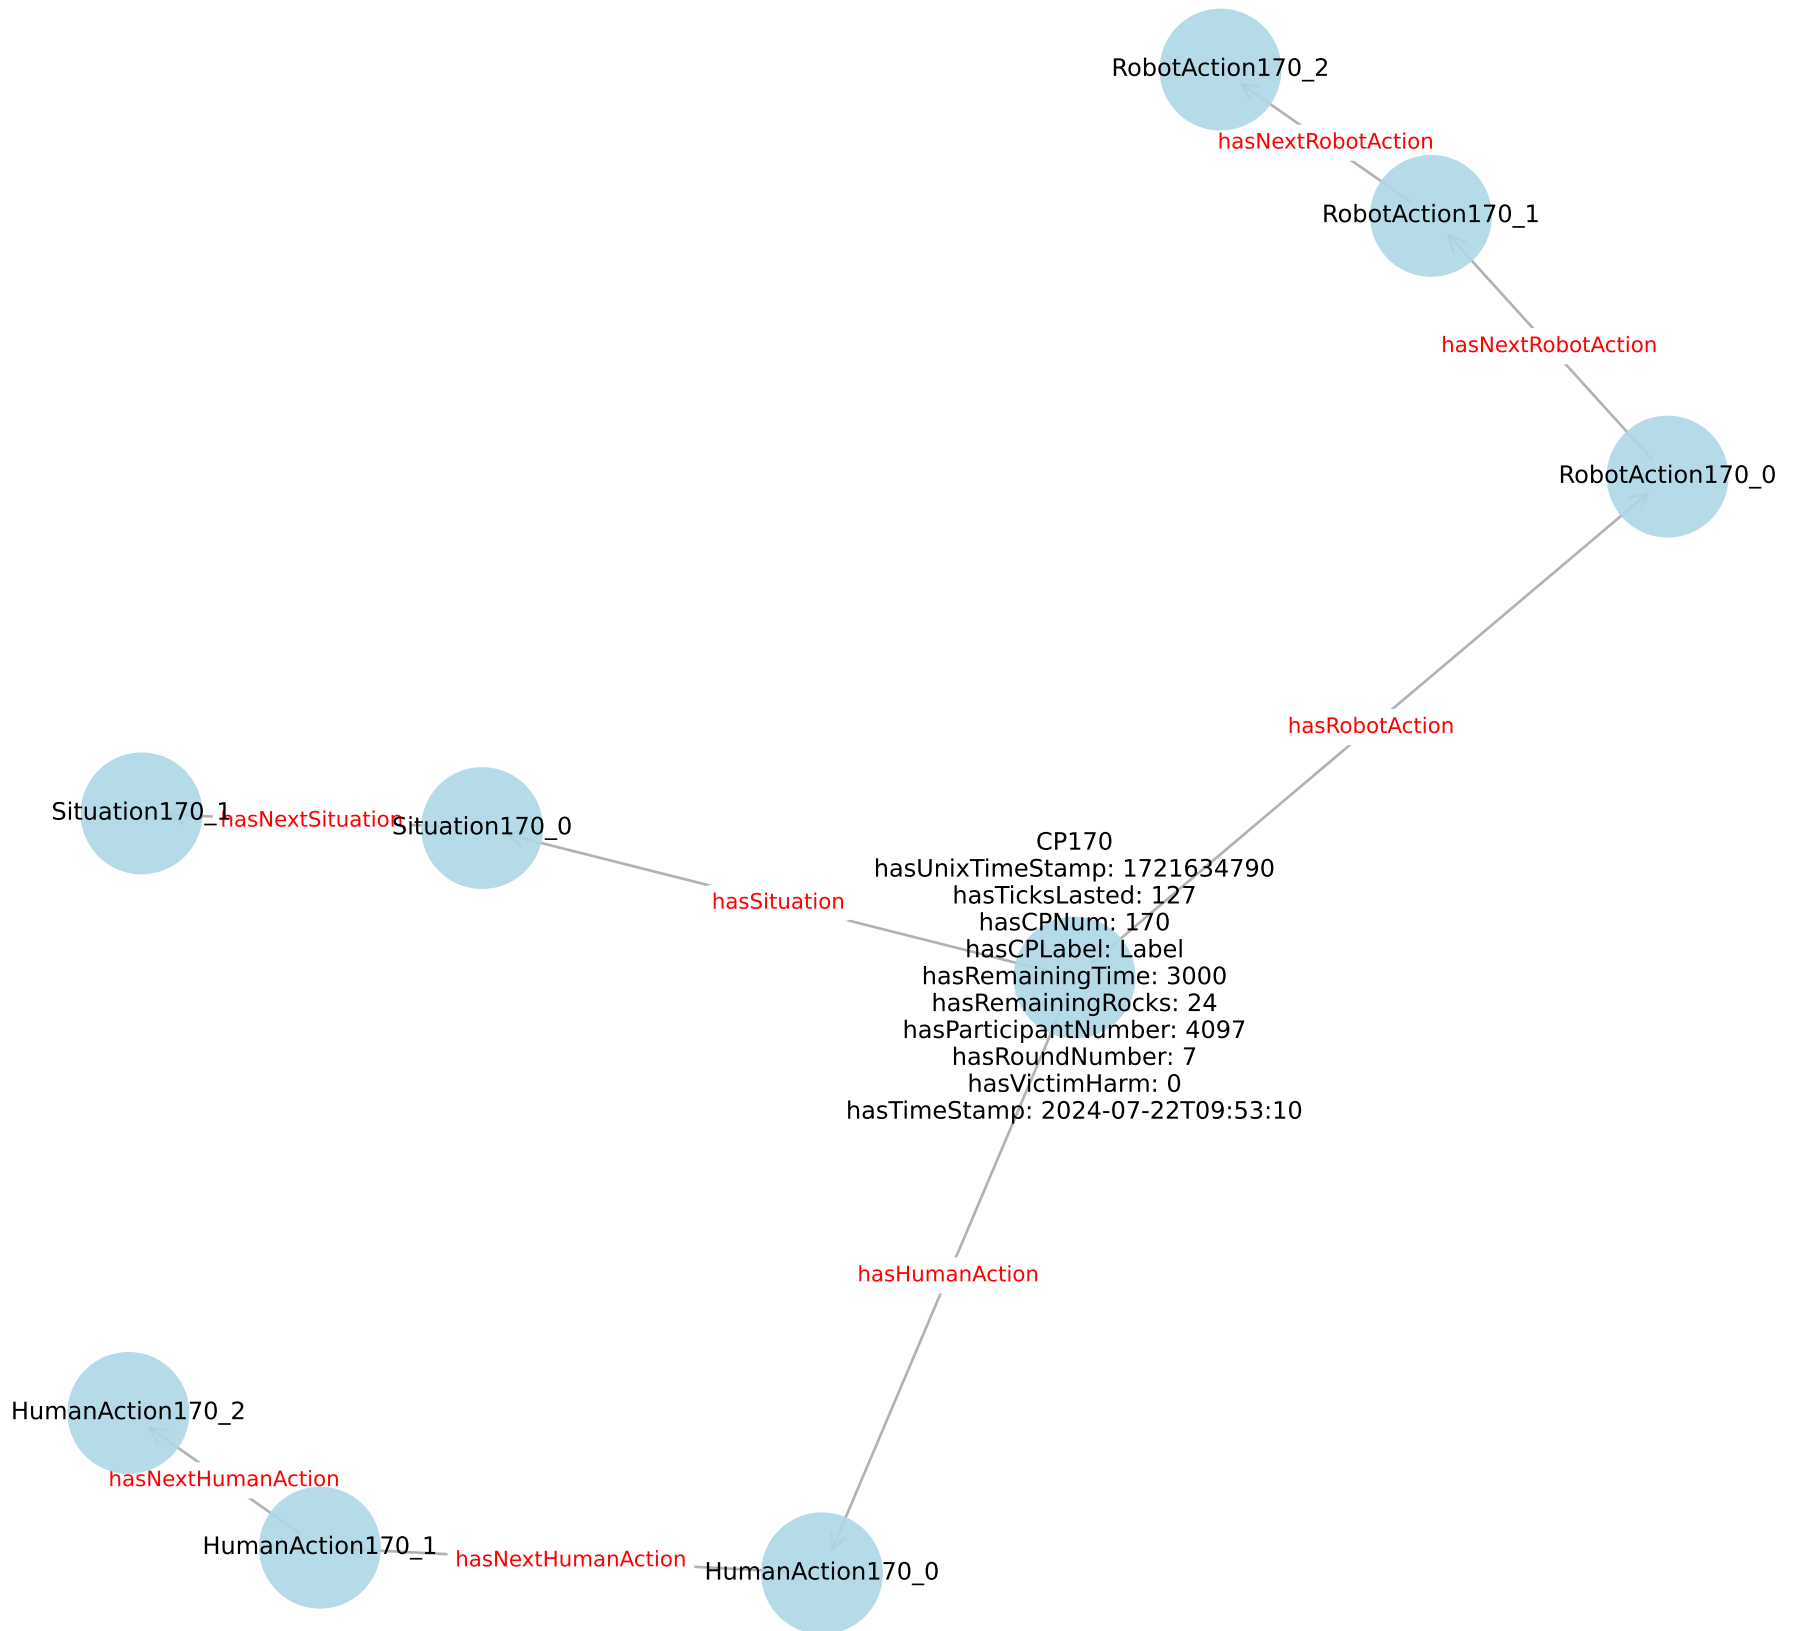 RobotAction170_2
hasNextRobotAction
RobotAction170_1
hasNextRobotAction
RobotAction170_0
hasRobotAction
Situation170_1
hasNextSituation
Situation170_0
hasSituation
CP170
hasUnixTimeStamp: 1721634790
hasTicksLasted: 127
hasCPNum: 170
hasCPLabel: Label
hasRemainingTime: 3000
hasRemainingRocks: 24
hasParticipantNumber: 4097
hasRoundNumber: 7
hasVictimHarm: 0
hasTimeStamp: 2024-07-22T09:53:10
hasHumanAction
HumanAction170_2
hasNextHumanAction
HumanAction170_1
hasNextHumanAction
HumanAction170_0